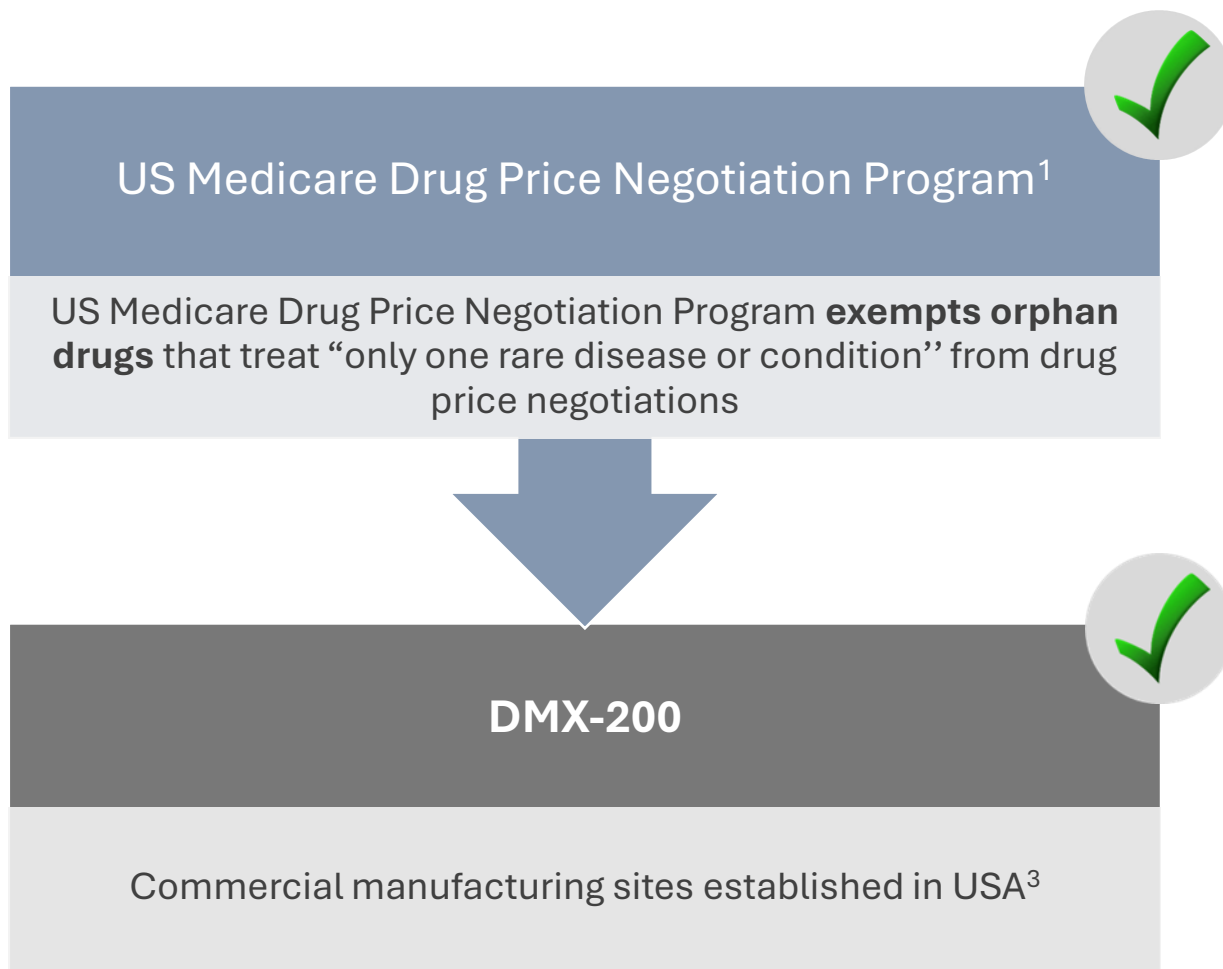 US Medicare Drug Price Negotiation Program¹
US Medicare Drug Price Negotiation Program exempts orphan
drugs that treat “only one rare disease or condition’’ from drug
price negotiations
DMX-200
Commercial manufacturing sites established in USA³